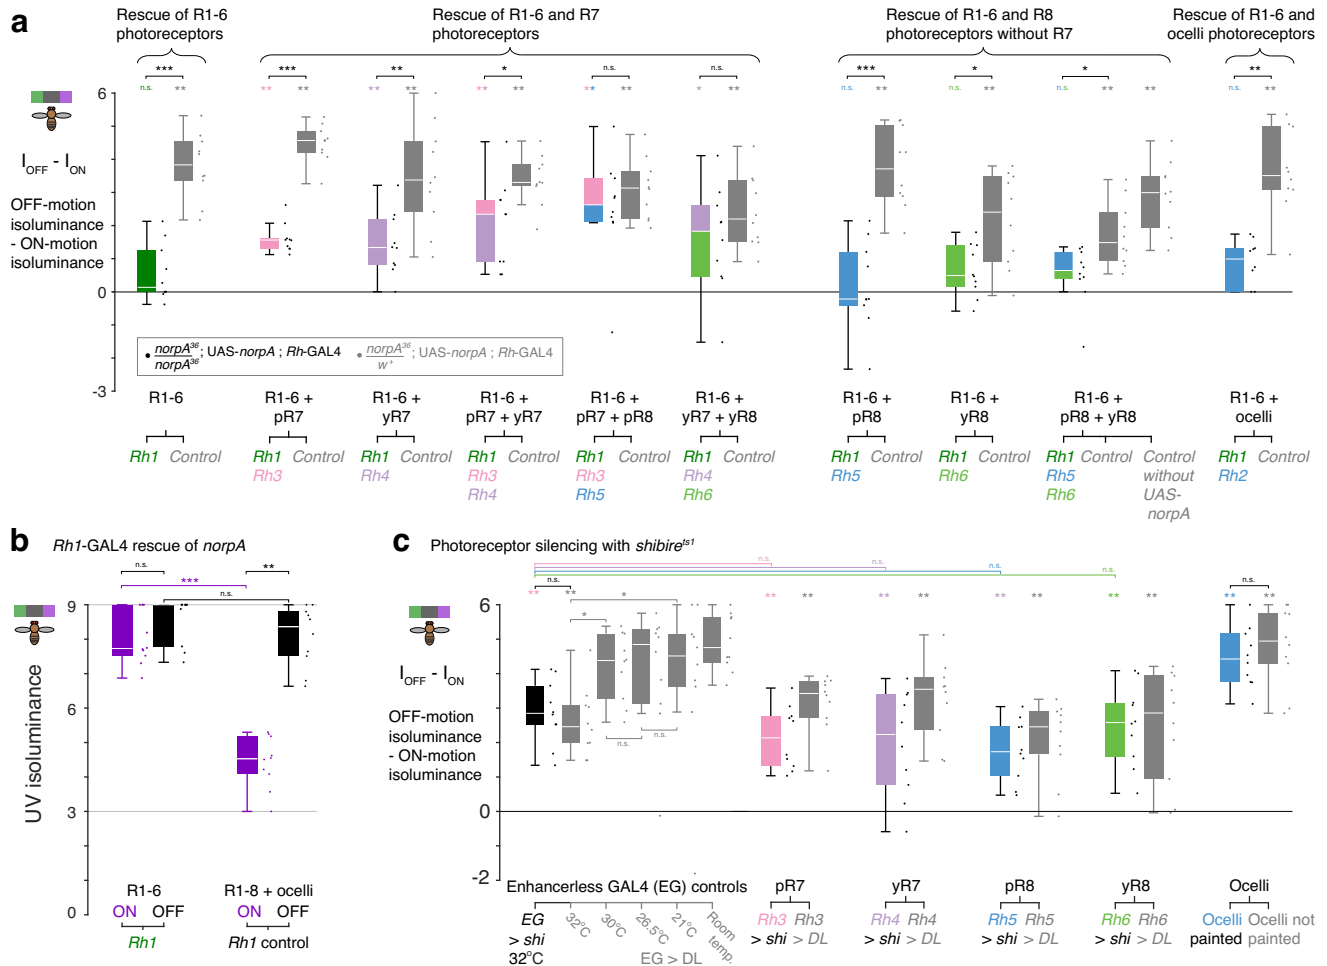 a
Rescue of R1-6
photoreceptors
Rescue of R1-6 and R7
photoreceptors
Rescue of R1-6 and R8
photoreceptors without R7
Rescue of R1-6 and
ocelli photoreceptors
*** *** ** * n.s. n.s. *** * * **
n.s. ** ** ** ** ** ** ** ** ** * ** n.s. ** n.s. ** n.s. ** ** n.s. **
6
I_OFF - I_ON
OFF-motion
isoluminance
- ON-motion
isoluminance
0
-3
norpA³⁶/norpA³⁶ ; UAS-norpA ; Rh-GAL4
norpA³⁶/w⁺ ; UAS-norpA ; Rh-GAL4
R1-6
R1-6 +
pR7
R1-6 +
yR7
R1-6 +
pR7 + yR7
R1-6 +
pR7 + pR8
R1-6 +
yR7 + yR8
R1-6 +
pR8
R1-6 +
yR8
R1-6 +
pR8 + yR8
R1-6 +
ocelli
Rh1 Control
Rh1 Control
Rh3
Rh1 Control
Rh4
Rh1 Control
Rh3
Rh4
Rh1 Control
Rh3
Rh5
Rh1 Control
Rh4
Rh6
Rh1 Control
Rh5
Rh1 Control
Rh6
Rh1 Control Control
Rh5 without
Rh6 UAS-
norpA
Rh1 Control
Rh2
b
Rh1-GAL4 rescue of norpA
n.s. **
***
n.s.
9
6
3
0
UV isoluminance
R1-6
ON OFF
Rh1
R1-8 + ocelli
ON OFF
Rh1 control
c
Photoreceptor silencing with shibireᵗˢ¹
n.s.
n.s.
n.s.
n.s.
n.s. n.s.
** ** ** ** ** ** ** ** ** ** ** **
*
*
n.s. n.s.
6
I_OFF - I_ON
OFF-motion
isoluminance
- ON-motion
isoluminance
0
-2
Enhancerless GAL4 (EG) controls
EG
> shi
32°C
32°C
30°C
26.5°C
21°C
Room
temp.
EG > DL
pR7
Rh3 Rh3
> shi > DL
yR7
Rh4 Rh4
> shi > DL
pR8
Rh5 Rh5
> shi > DL
yR8
Rh6 Rh6
> shi > DL
Ocelli
Ocelli Ocelli not
painted painted